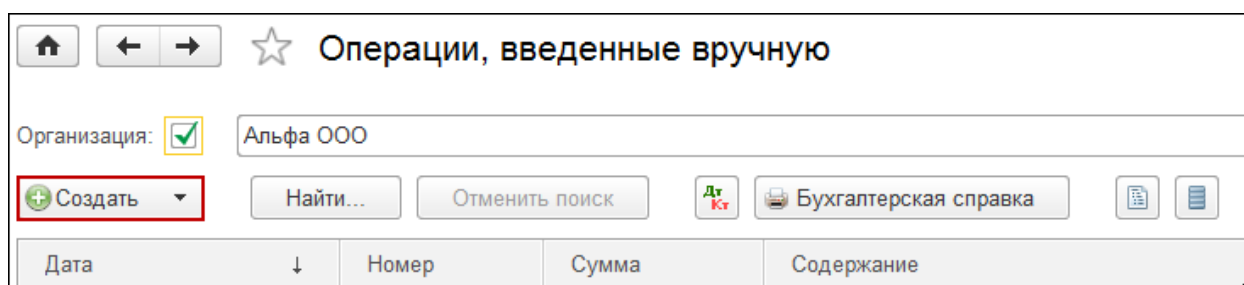 Операции, введенные вручную
Организация: Альфа ООО
Создать Найти... Отменить поиск Дт Кт Бухгалтерская справка
Дата ↓ Номер Сумма Содержание